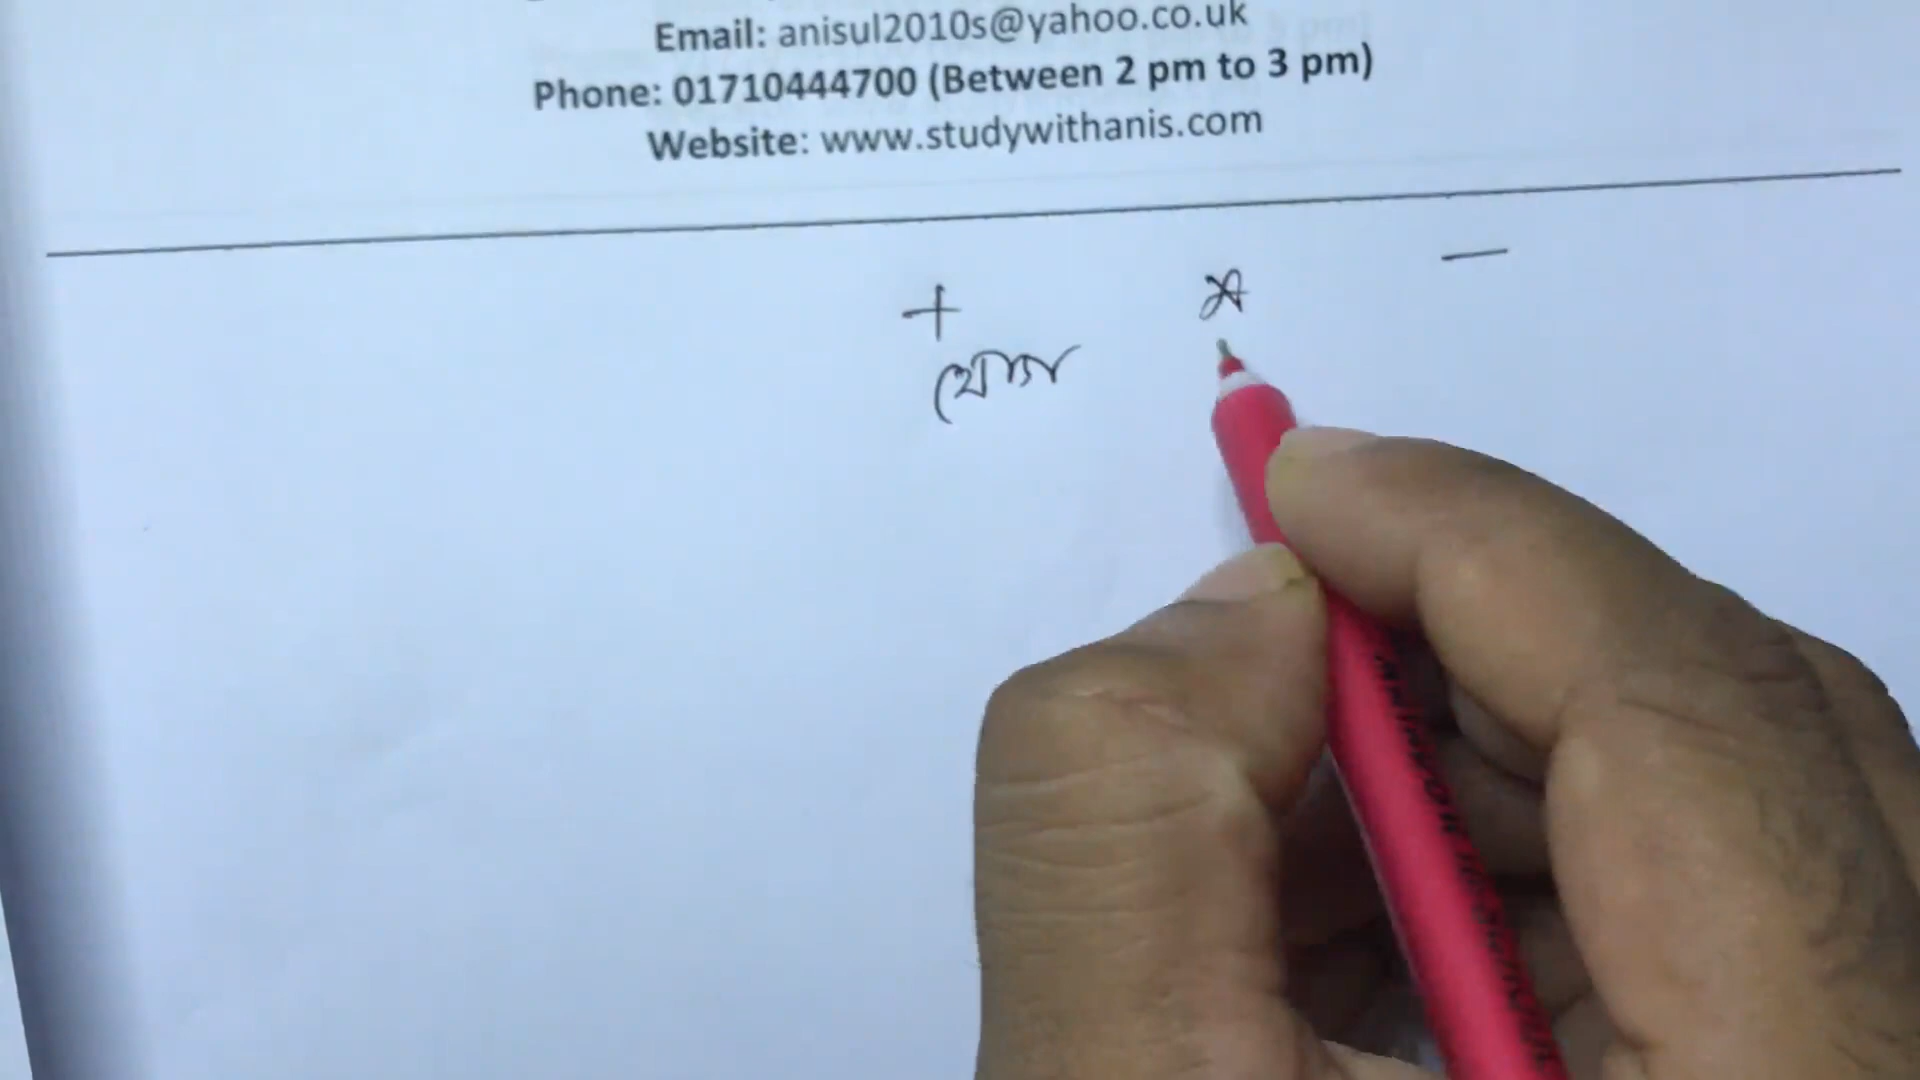 Email: anisul2010s@yahoo.co.uk
Phone: 01710444700 (Between 2 pm to 3 pm)
Website: www.studywithanis.com
+ —